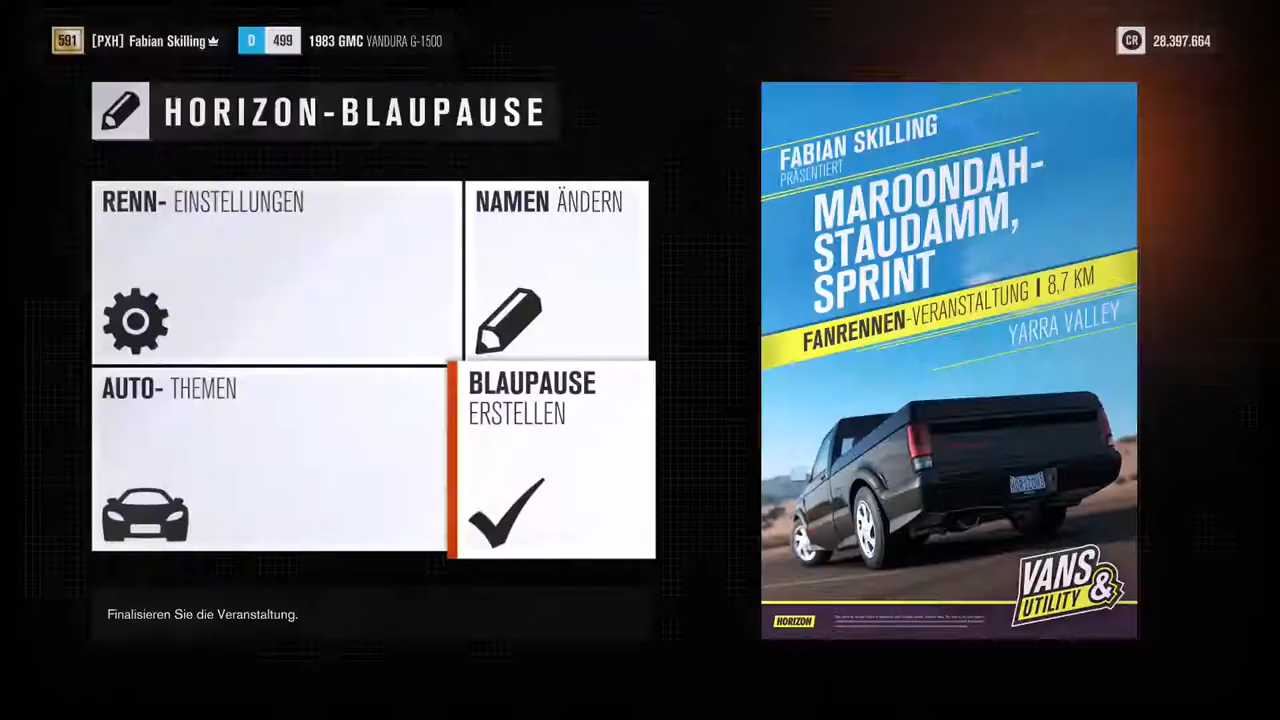 591 [PXH] Fabian Skilling D 499 1983 GMC VANDURA G-1500
CR 28.397.664
HORIZON-BLAUPAUSE
RENN- EINSTELLUNGEN
NAMEN ÄNDERN
AUTO- THEMEN
BLAUPAUSE
ERSTELLEN
Finalisieren Sie die Veranstaltung.
FABIAN SKILLING
PRÄSENTIERT
MAROONDAH-
STAUDAMM,
SPRINT
FANRENNEN-VERANSTALTUNG | 8,7 KM
YARRA VALLEY
VANS
&
UTILITY
HORIZON